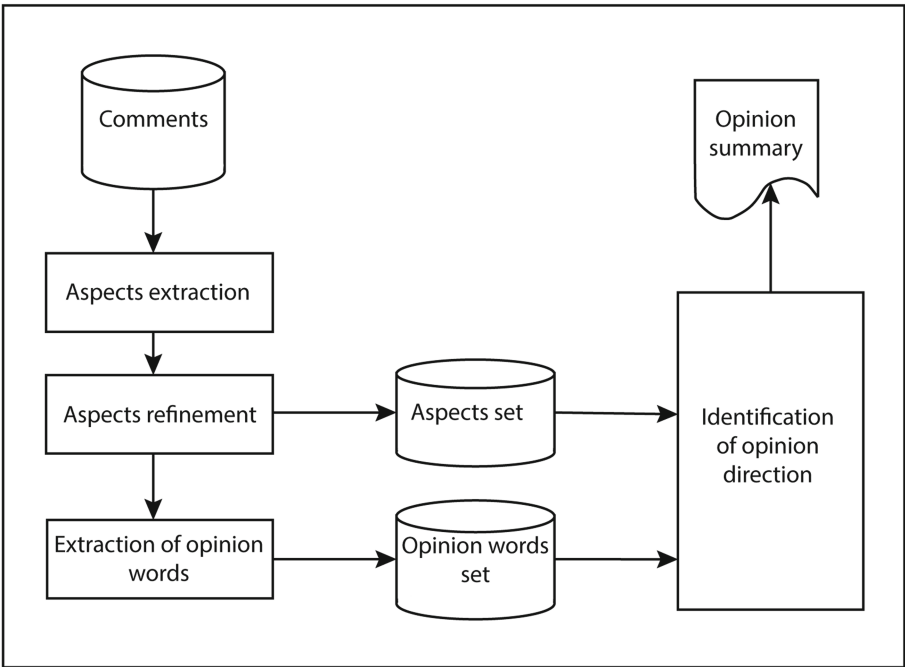 Comments
Opinion
summary
Aspects extraction
Aspects refinement
Aspects set
Identification
of opinion
direction
Extraction of opinion
words
Opinion words
set